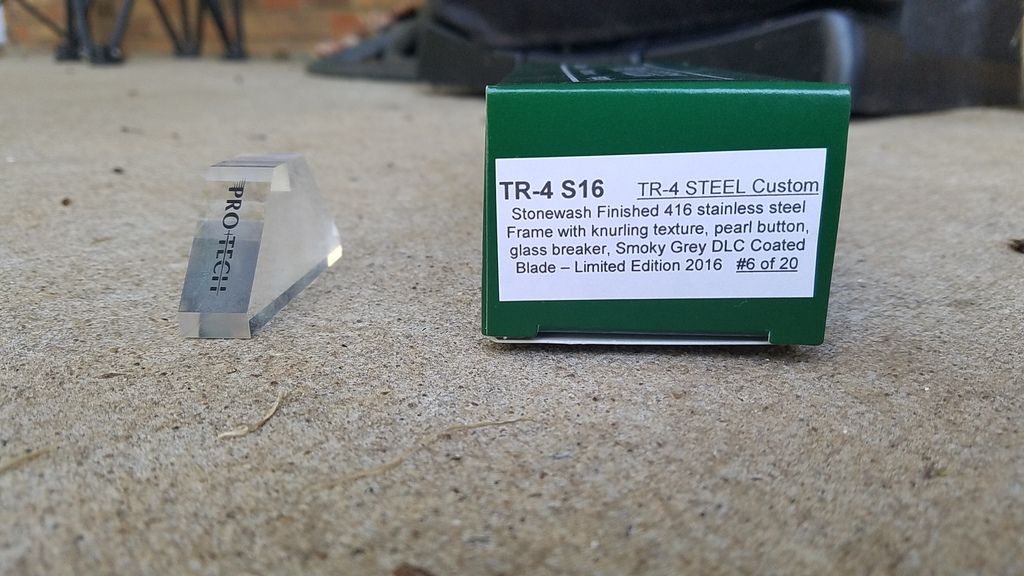 PRO-TECH
TR-4 S16 TR-4 STEEL Custom
Stonewash Finished 416 stainless steel
Frame with knurling texture, pearl button,
glass breaker, Smoky Grey DLC Coated
Blade – Limited Edition 2016 #6 of 20